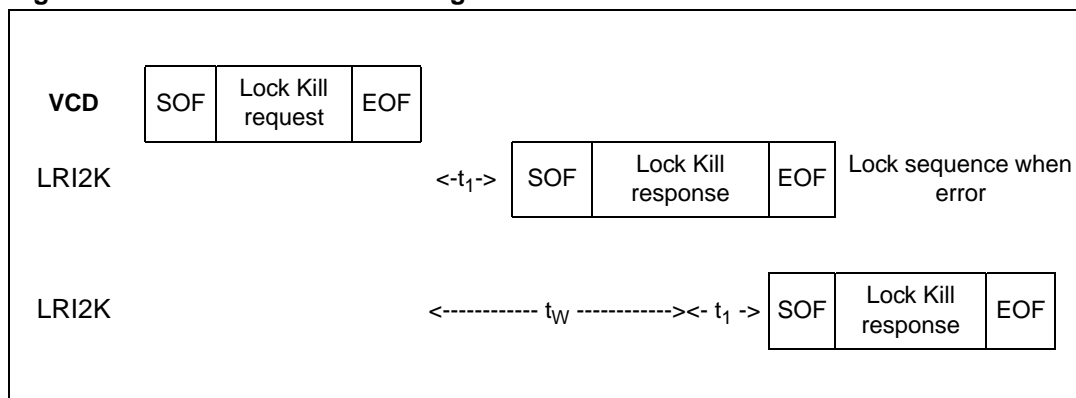 VCD SOF Lock Kill request EOF
LRI2K <-t1-> SOF Lock Kill response EOF Lock sequence when error
LRI2K <------------ tW ------------><- t1 -> SOF Lock Kill response EOF